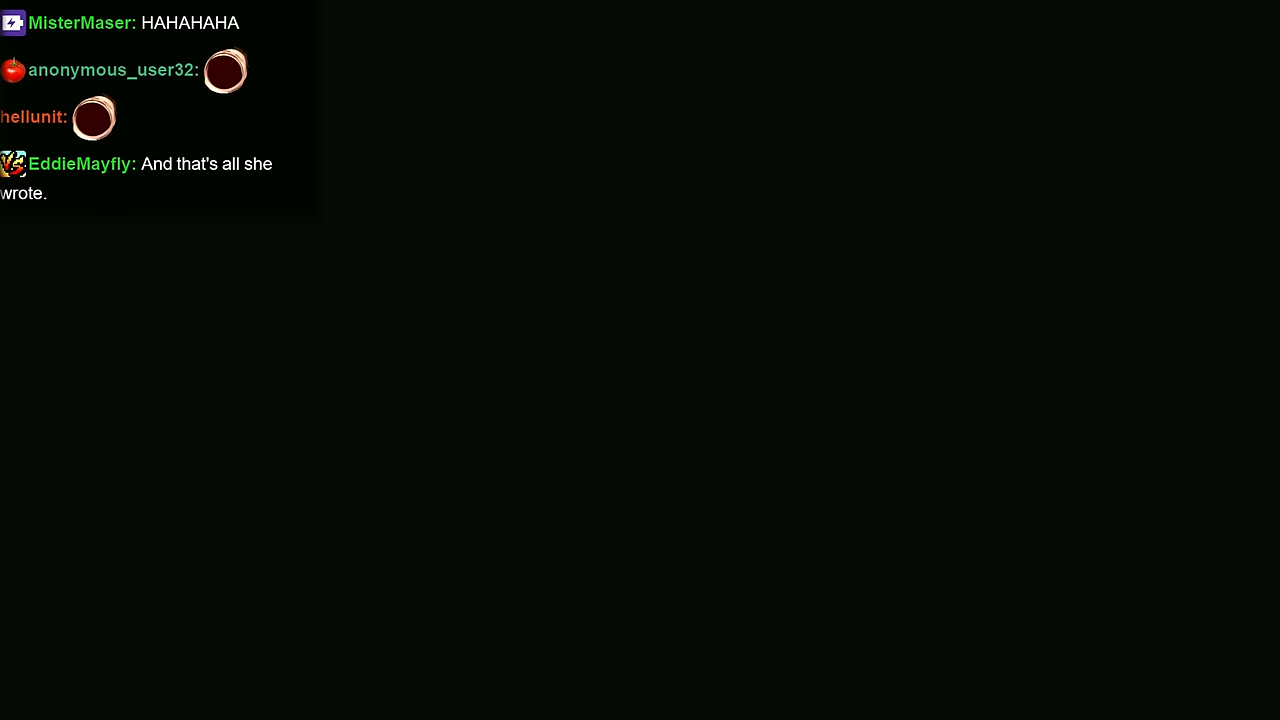 MisterMaser: HAHAHAHA
anonymous_user32:
hellunit:
EddieMayfly: And that's all she
wrote.